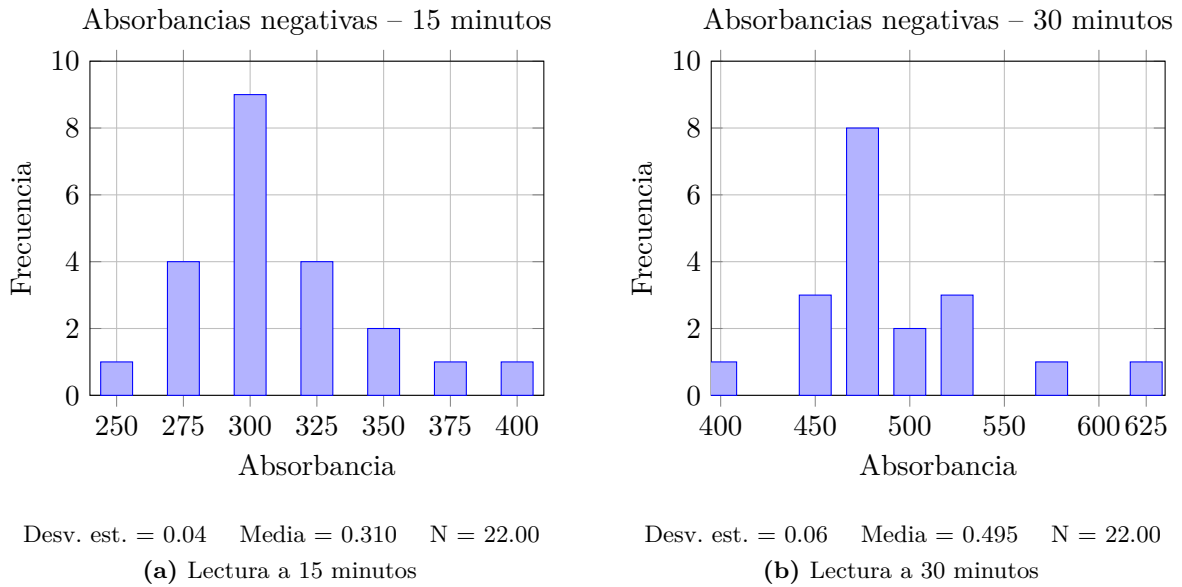 Absorbancias negativas – 15 minutos
10
8
6
4
2
0
Frecuencia
250 275 300 325 350 375 400
Absorbancia
Desv. est. = 0.04 Media = 0.310 N = 22.00
(a) Lectura a 15 minutos
Absorbancias negativas – 30 minutos
10
8
6
4
2
0
Frecuencia
400 450 500 550 600 625
Absorbancia
Desv. est. = 0.06 Media = 0.495 N = 22.00
(b) Lectura a 30 minutos